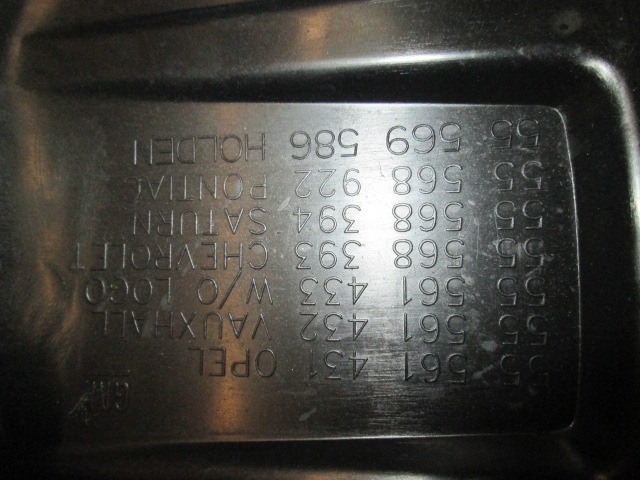 GM
55 561 431 OPEL
55 561 432 VAUXHALL
55 561 433 W/O LOGO
55 568 393 CHEVROLET
55 568 394 SATURN
55 568 922 PONTIAC
55 569 586 HOLDEN